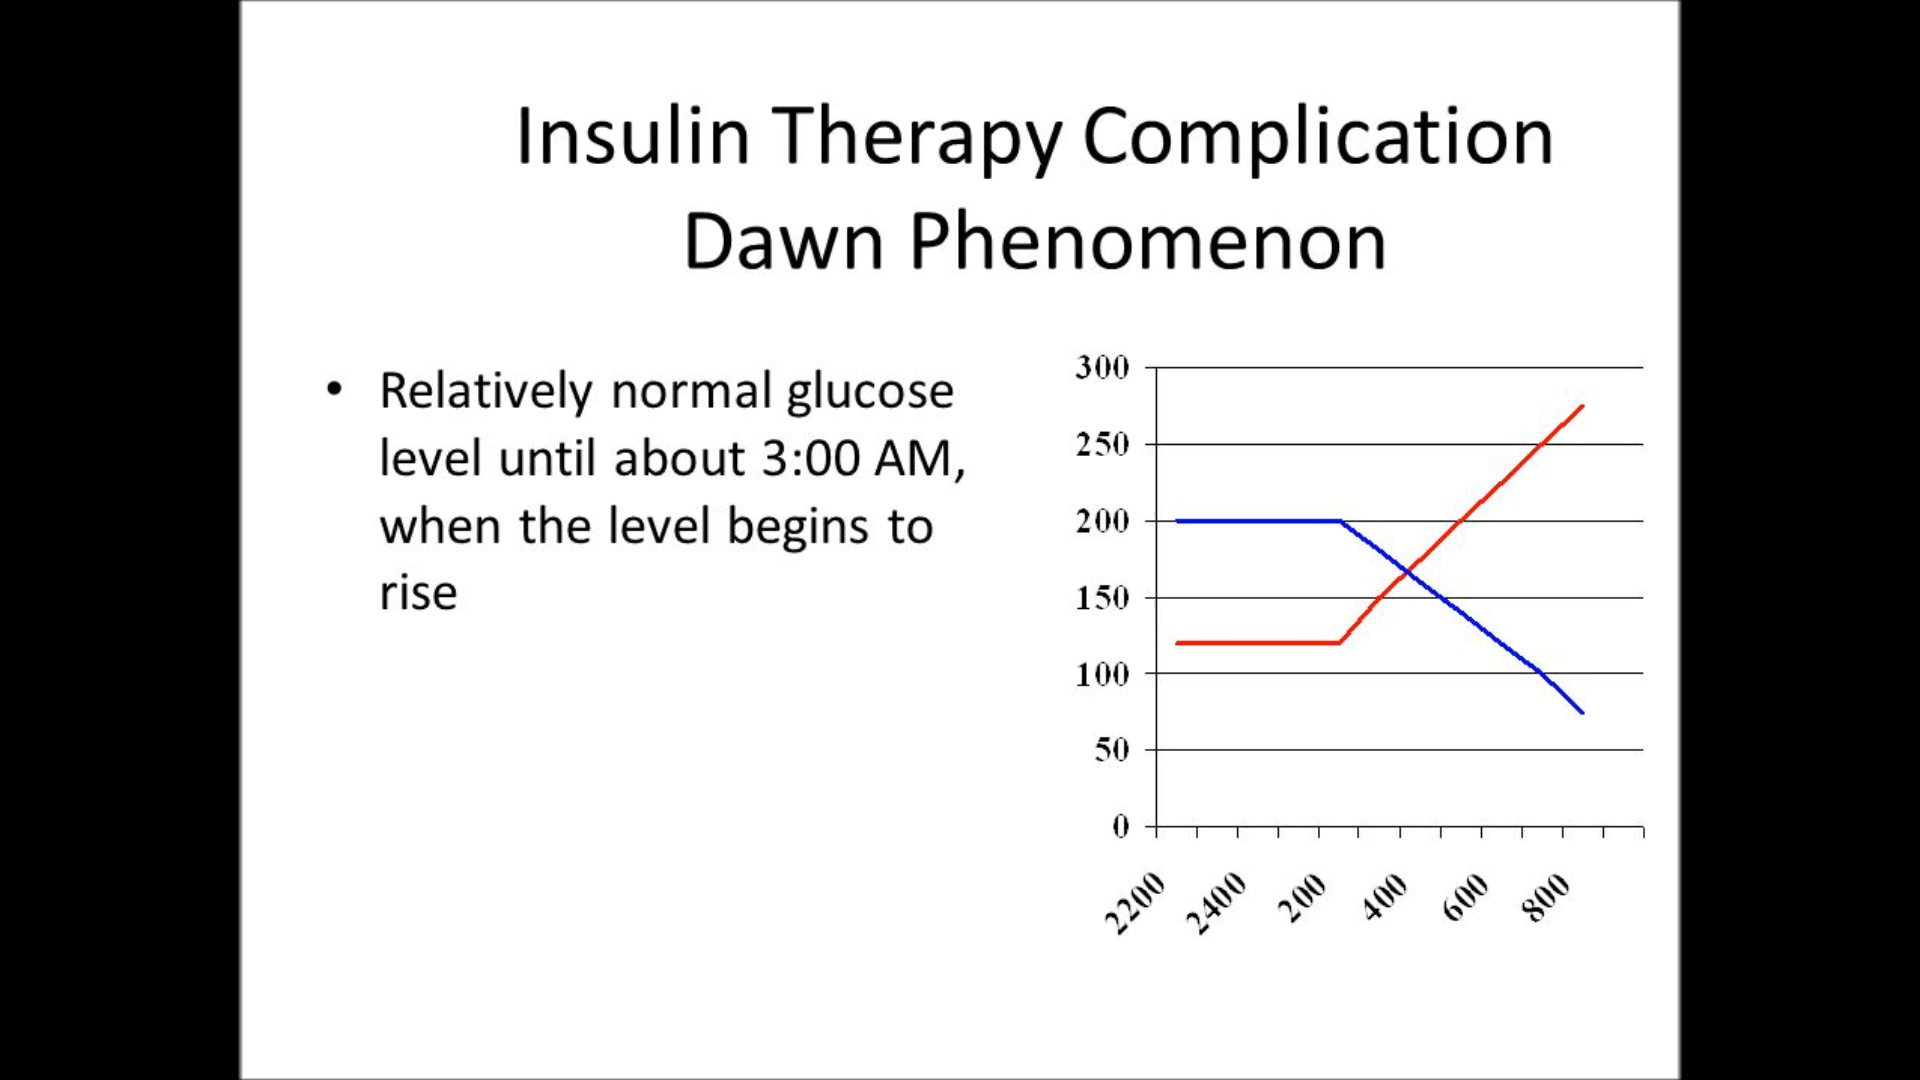 Insulin Therapy Complication
Dawn Phenomenon
• Relatively normal glucose
level until about 3:00 AM,
when the level begins to
rise
300
250
200
150
100
50
0
2200 2400 200 400 600 800